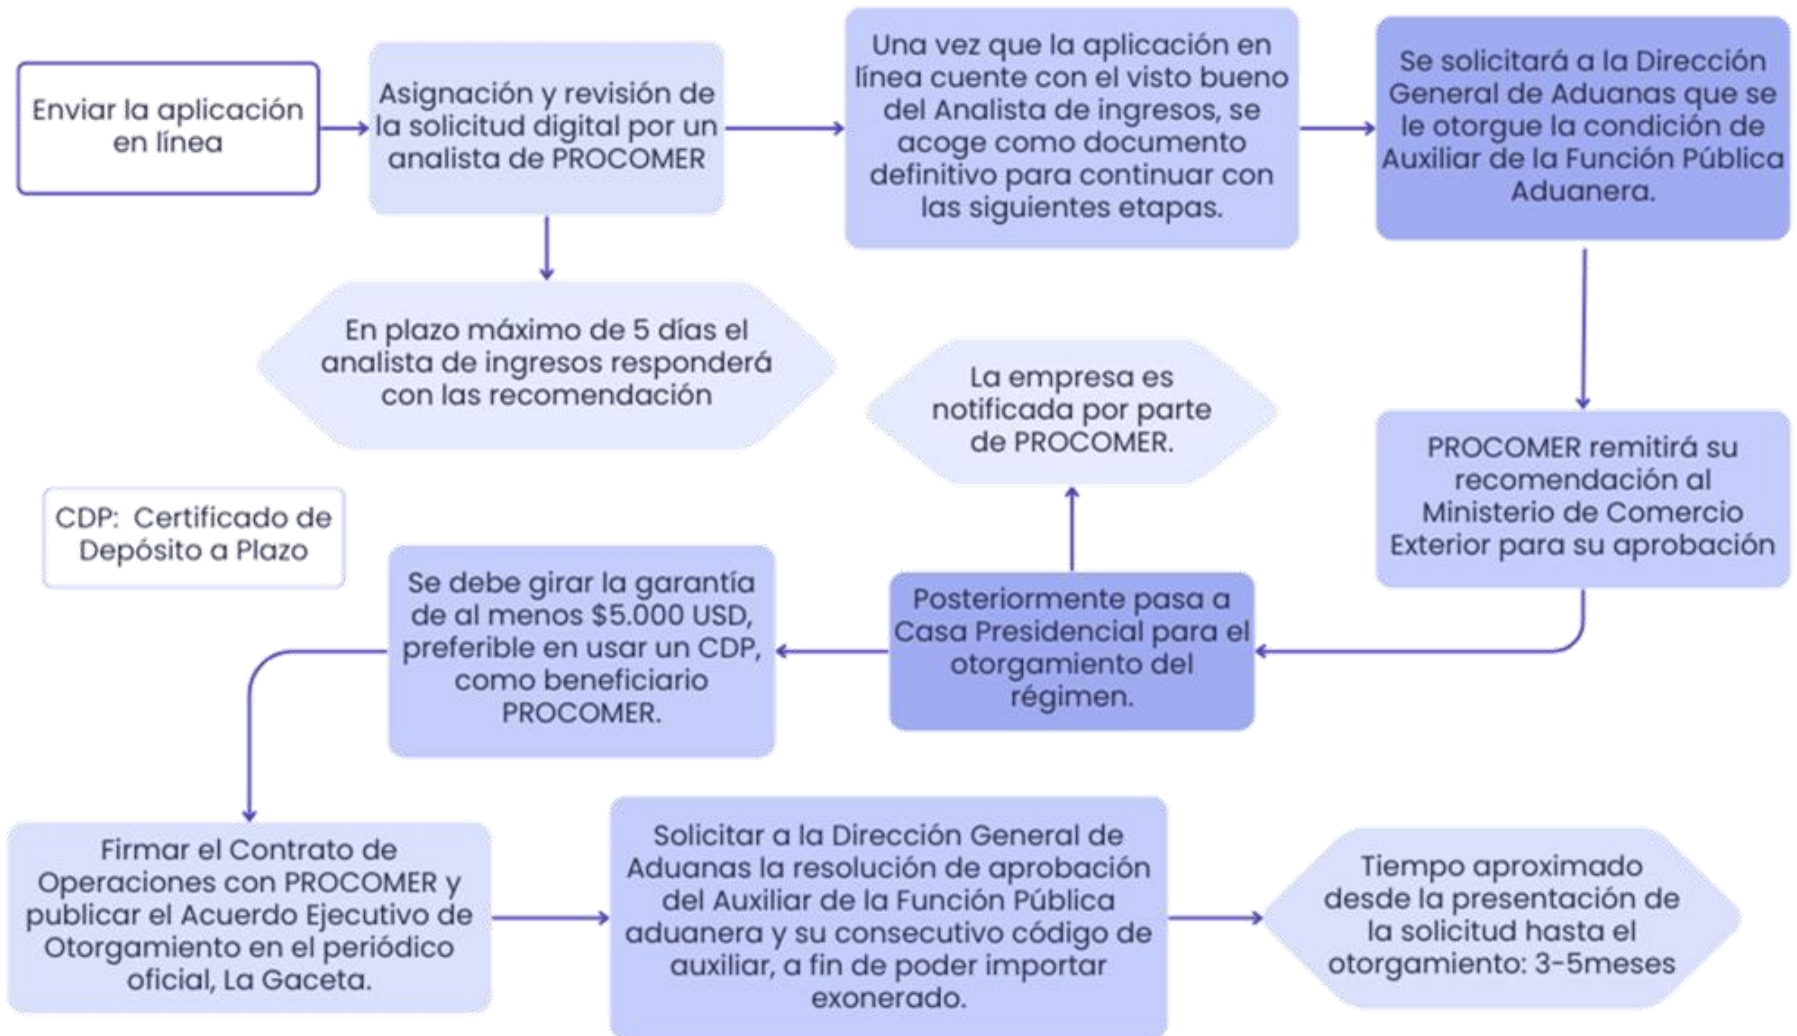 Enviar la aplicación
en línea
Asignación y revisión de
la solicitud digital por un
analista de PROCOMER
Una vez que la aplicación en
línea cuente con el visto bueno
del Analista de ingresos, se
acoge como documento
definitivo para continuar con
las siguientes etapas.
Se solicitará a la Dirección
General de Aduanas que se
le otorgue la condición de
Auxiliar de la Función Pública
Aduanera.
En plazo máximo de 5 días el
analista de ingresos responderá
con las recomendación
La empresa es
notificada por parte
de PROCOMER.
PROCOMER remitirá su
recomendación al
Ministerio de Comercio
Exterior para su aprobación
CDP:  Certificado de
Depósito a Plazo
Se debe girar la garantía
de al menos $5.000 USD,
preferible en usar un CDP,
como beneficiario
PROCOMER.
Posteriormente pasa a
Casa Presidencial para el
otorgamiento del
régimen.
Firmar el Contrato de
Operaciones con PROCOMER y
publicar el Acuerdo Ejecutivo de
Otorgamiento en el periódico
oficial, La Gaceta.
Solicitar a la Dirección General de
Aduanas la resolución de aprobación
del Auxiliar de la Función Pública
aduanera y su consecutivo código de
auxiliar, a fin de poder importar
exonerado.
Tiempo aproximado
desde la presentación de
la solicitud hasta el
otorgamiento: 3-5meses